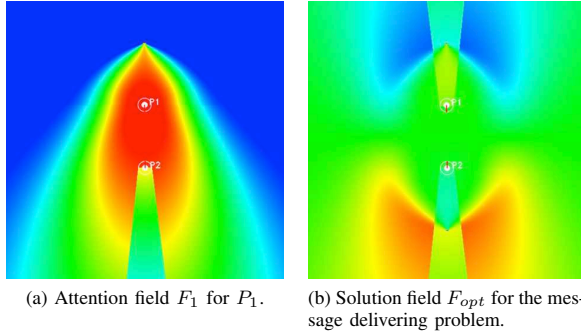 P1
P2
P1
P2
(a) Attention field F₁ for P₁.
(b) Solution field Fₒₚₜ for the mes-
sage delivering problem.